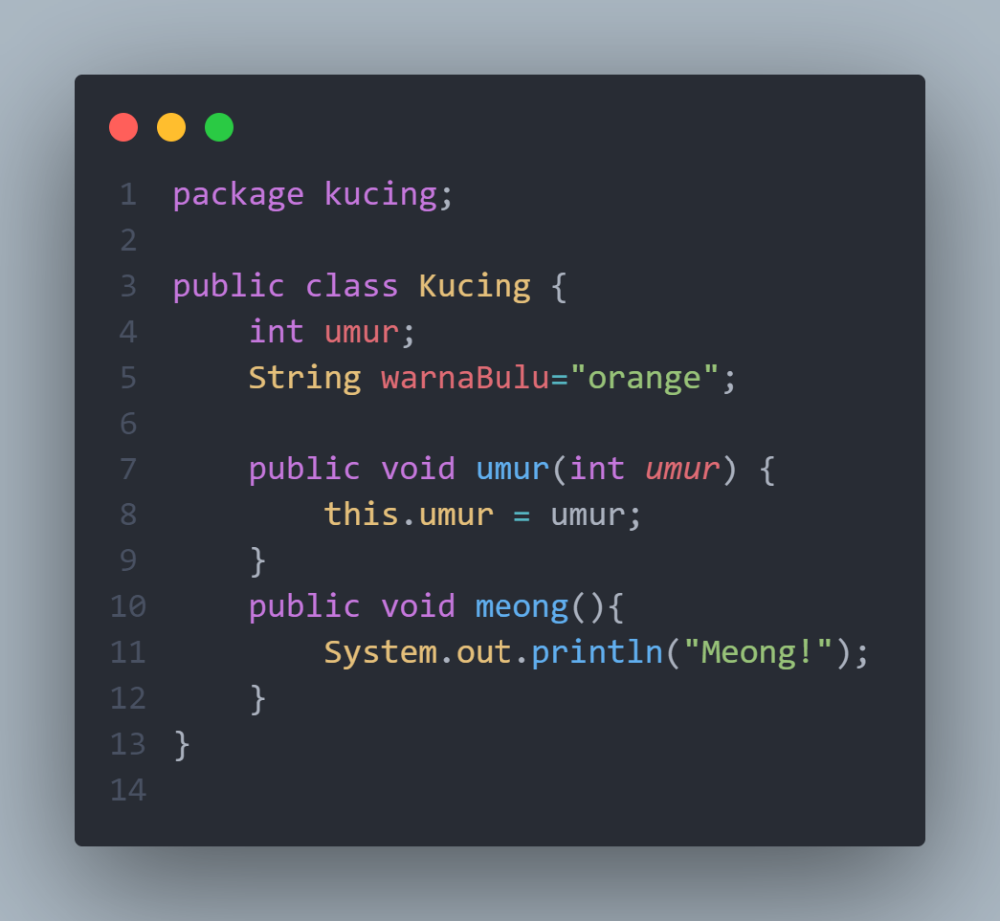 1 package kucing;
2
3 public class Kucing {
4     int umur;
5     String warnaBulu="orange";
6
7     public void umur(int umur) {
8         this.umur = umur;
9     }
10     public void meong(){
11         System.out.println("Meong!");
12     }
13 }
14